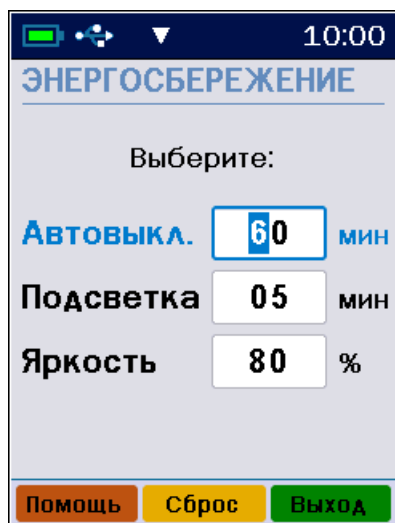 10:00
ЭНЕРГОСБЕРЕЖЕНИЕ
Выберите:
Автовыкл. 60 мин
Подсветка 05 мин
Яркость 80 %
Помощь Сброс Выход